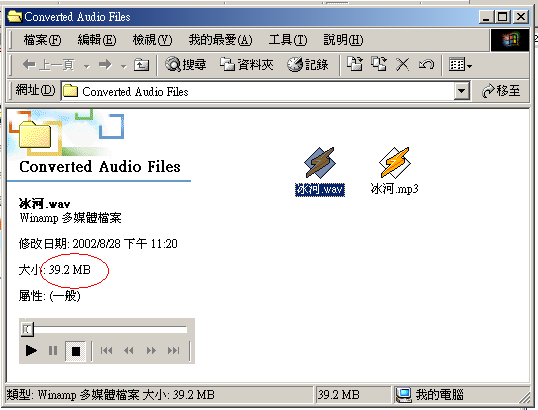 Converted Audio Files
檔案(F) 編輯(E) 檢視(V) 我的最愛(A) 工具(T) 說明(H)
上一頁 搜尋 資料夾 記錄
網址(D) Converted Audio Files 移至
Converted Audio Files
冰河.wav
Winamp 多媒體檔案
修改日期: 2002/8/28 下午 11:20
大小: 39.2 MB
屬性: (一般)
冰河.wav 冰河.mp3
類型: Winamp 多媒體檔案 大小: 39.2 MB 39.2 MB 我的電腦